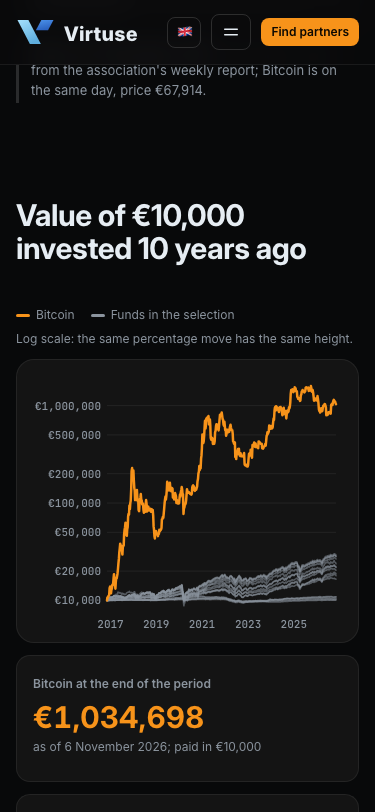 Virtuse
Find partners
from the association's weekly report; Bitcoin is on
the same day, price €67,914.
Value of €10,000
invested 10 years ago
Bitcoin
Funds in the selection
Log scale: the same percentage move has the same height.
€1,000,000
€500,000
€200,000
€100,000
€50,000
€20,000
€10,000
2017 2019 2021 2023 2025
Bitcoin at the end of the period
€1,034,698
as of 6 November 2026; paid in €10,000